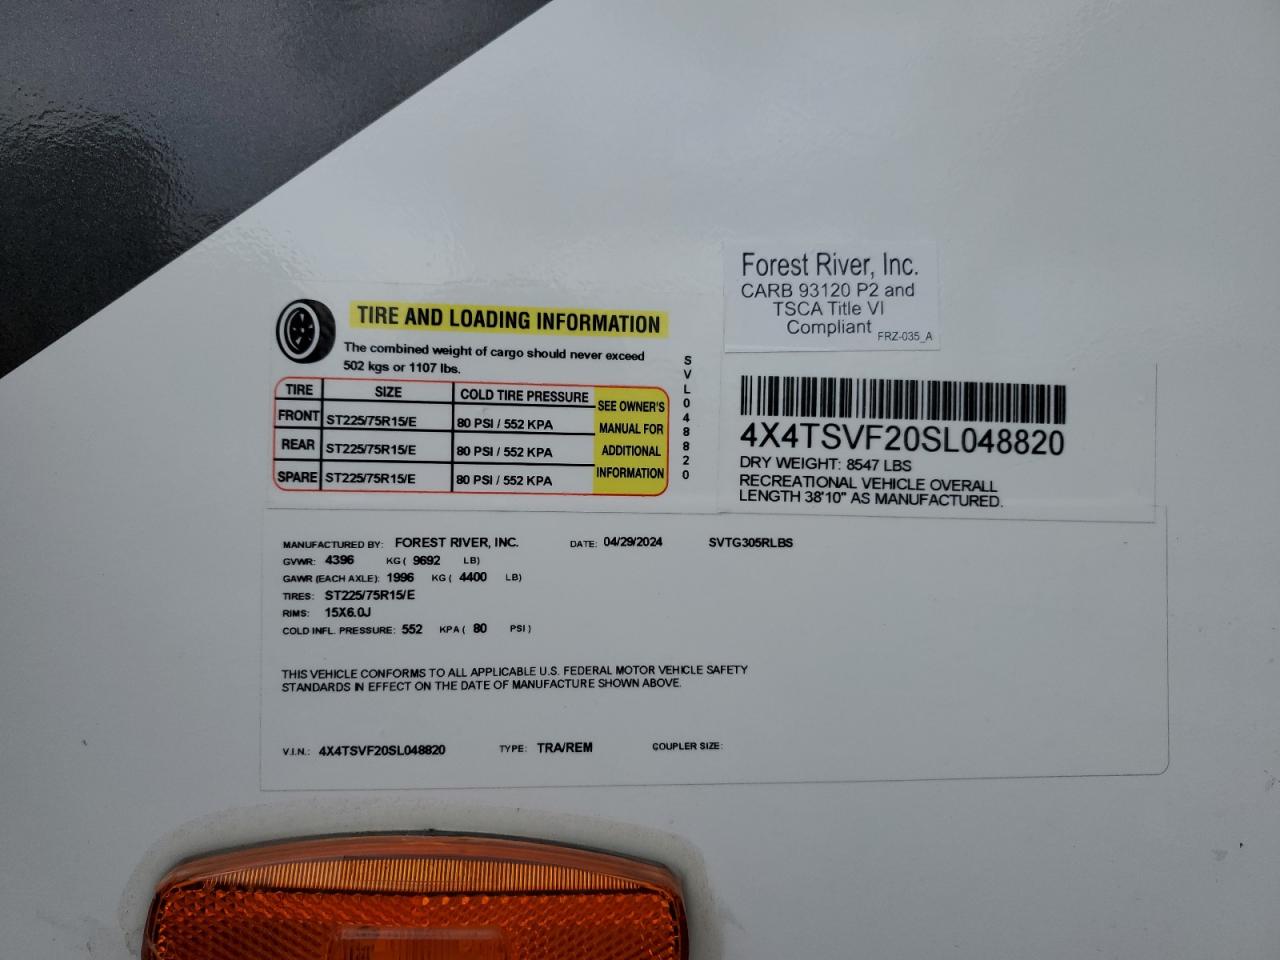 Forest River, Inc.
CARB 93120 P2 and
TSCA Title VI
Compliant
FRZ-035_A
TIRE AND LOADING INFORMATION
The combined weight of cargo should never exceed
502 kgs or 1107 lbs.
TIRE SIZE COLD TIRE PRESSURE
FRONT ST225/75R15/E 80 PSI / 552 KPA
REAR ST225/75R15/E 80 PSI / 552 KPA
SPARE ST225/75R15/E 80 PSI / 552 KPA
SEE OWNER'S
MANUAL FOR
ADDITIONAL
INFORMATION
SVL048820
4X4TSVF20SL048820
DRY WEIGHT: 8547 LBS
RECREATIONAL VEHICLE OVERALL
LENGTH 38'10" AS MANUFACTURED.
MANUFACTURED BY: FOREST RIVER, INC. DATE: 04/29/2024 SVTG305RLBS
GVWR: 4396 KG ( 9692 LB)
GAWR (EACH AXLE): 1996 KG ( 4400 LB)
TIRES: ST225/75R15/E
RIMS: 15X6.0J
COLD INFL. PRESSURE: 552 KPA ( 80 PSI )
THIS VEHICLE CONFORMS TO ALL APPLICABLE U.S. FEDERAL MOTOR VEHICLE SAFETY
STANDARDS IN EFFECT ON THE DATE OF MANUFACTURE SHOWN ABOVE.
V.I.N.: 4X4TSVF20SL048820 TYPE: TRA/REM COUPLER SIZE: